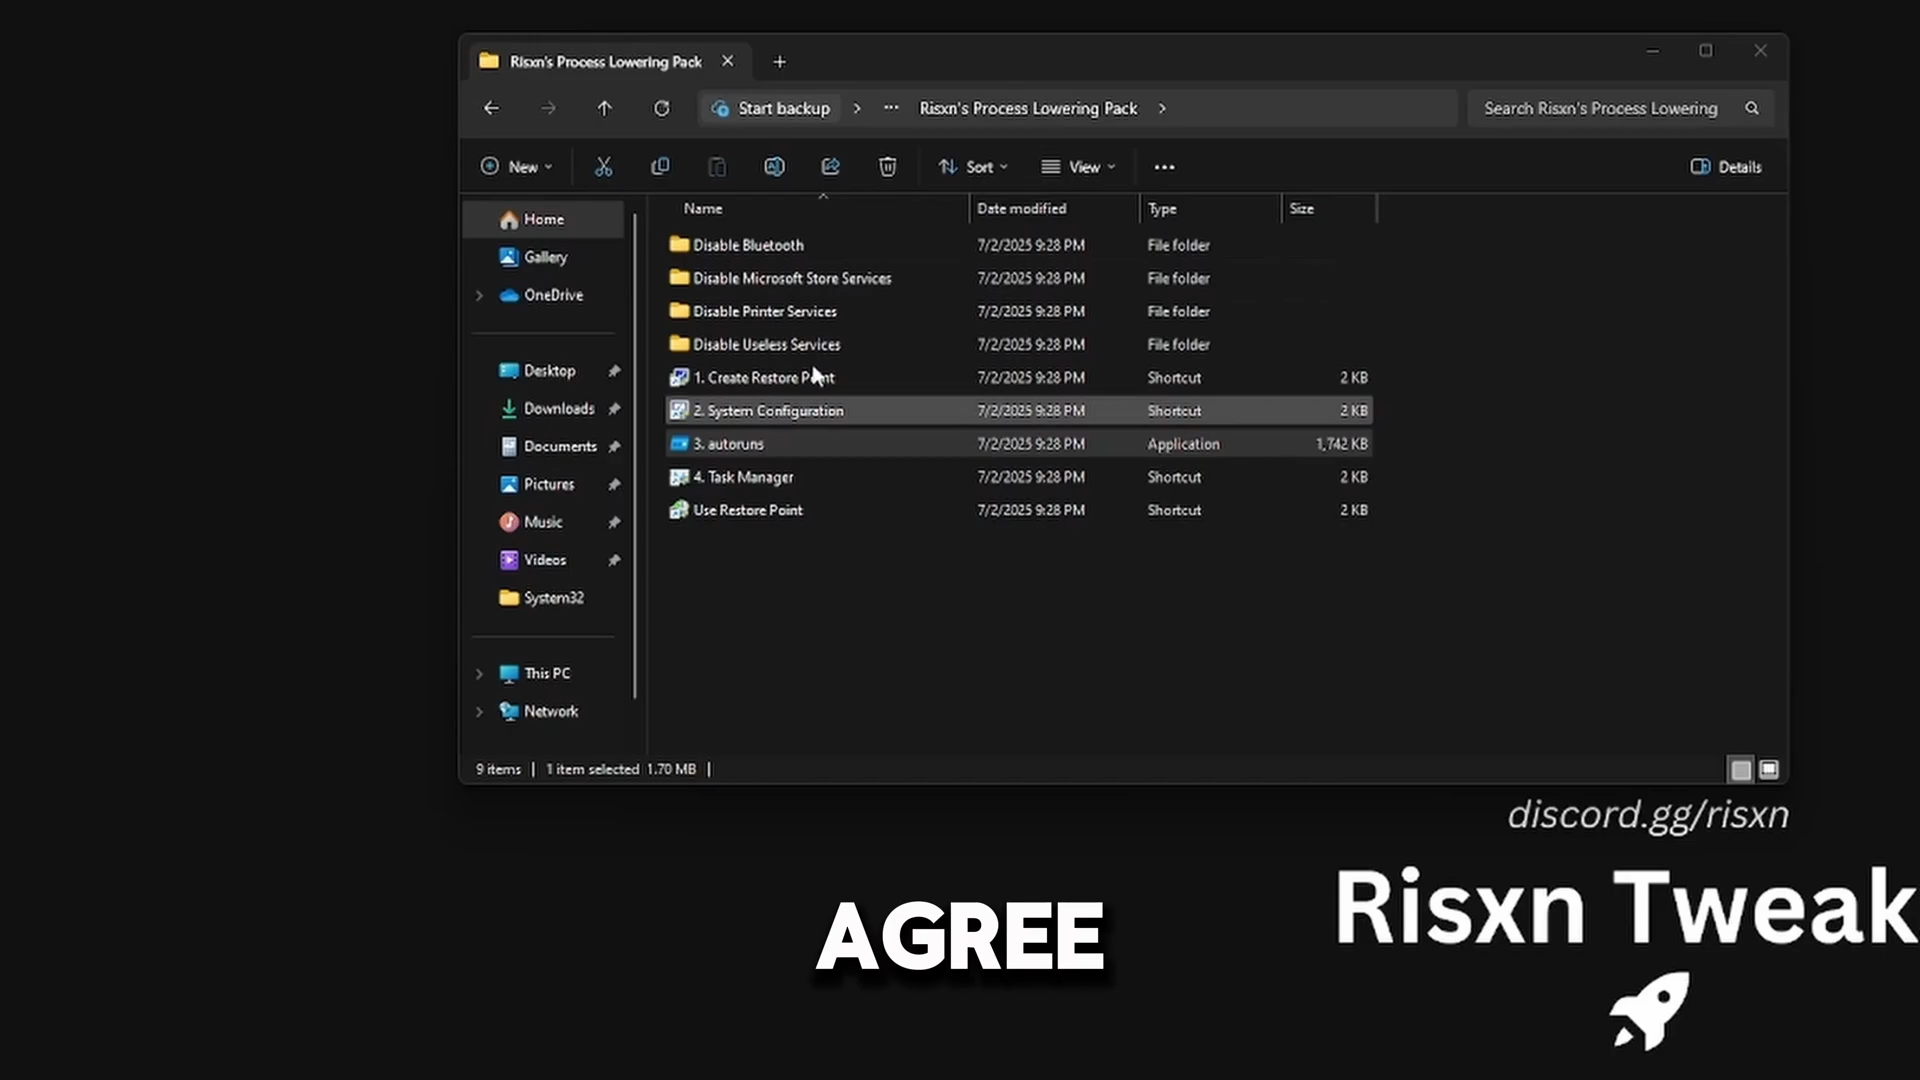 Risxn's Process Lowering Pack
Start backup ··· Risxn's Process Lowering Pack
Search Risxn's Process Lowering
New Sort View ··· Details
Name Date modified Type Size
Home
Gallery
OneDrive
Desktop
Downloads
Documents
Pictures
Music
Videos
System32
This PC
Network
Disable Bluetooth 7/2/2025 9:28 PM File folder
Disable Microsoft Store Services 7/2/2025 9:28 PM File folder
Disable Printer Services 7/2/2025 9:28 PM File folder
Disable Useless Services 7/2/2025 9:28 PM File folder
1. Create Restore Point 7/2/2025 9:28 PM Shortcut 2 KB
2. System Configuration 7/2/2025 9:28 PM Shortcut 2 KB
3. autoruns 7/2/2025 9:28 PM Application 1,742 KB
4. Task Manager 7/2/2025 9:28 PM Shortcut 2 KB
Use Restore Point 7/2/2025 9:28 PM Shortcut 2 KB
9 items 1 item selected 1.70 MB
discord.gg/risxn
Risxn Tweak
AGREE